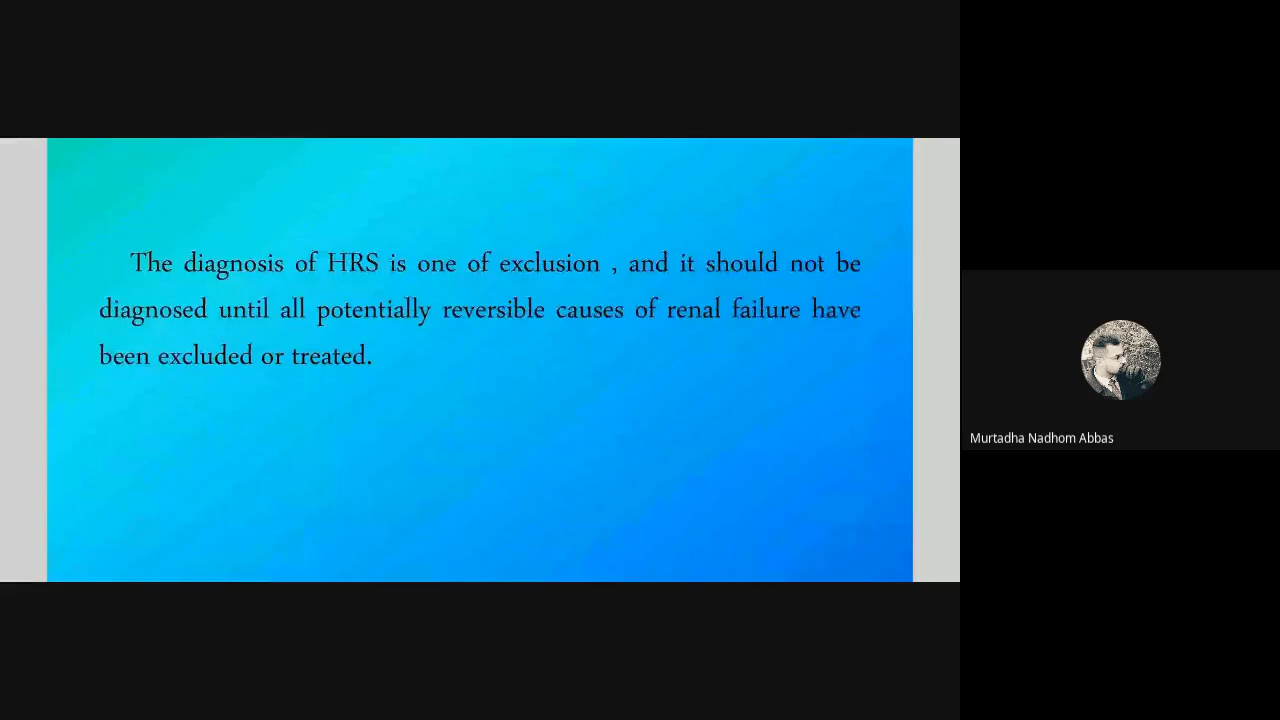 The diagnosis of HRS is one of exclusion , and it should not be
diagnosed until all potentially reversible causes of renal failure have
been excluded or treated.
Murtadha Nadhom Abbas